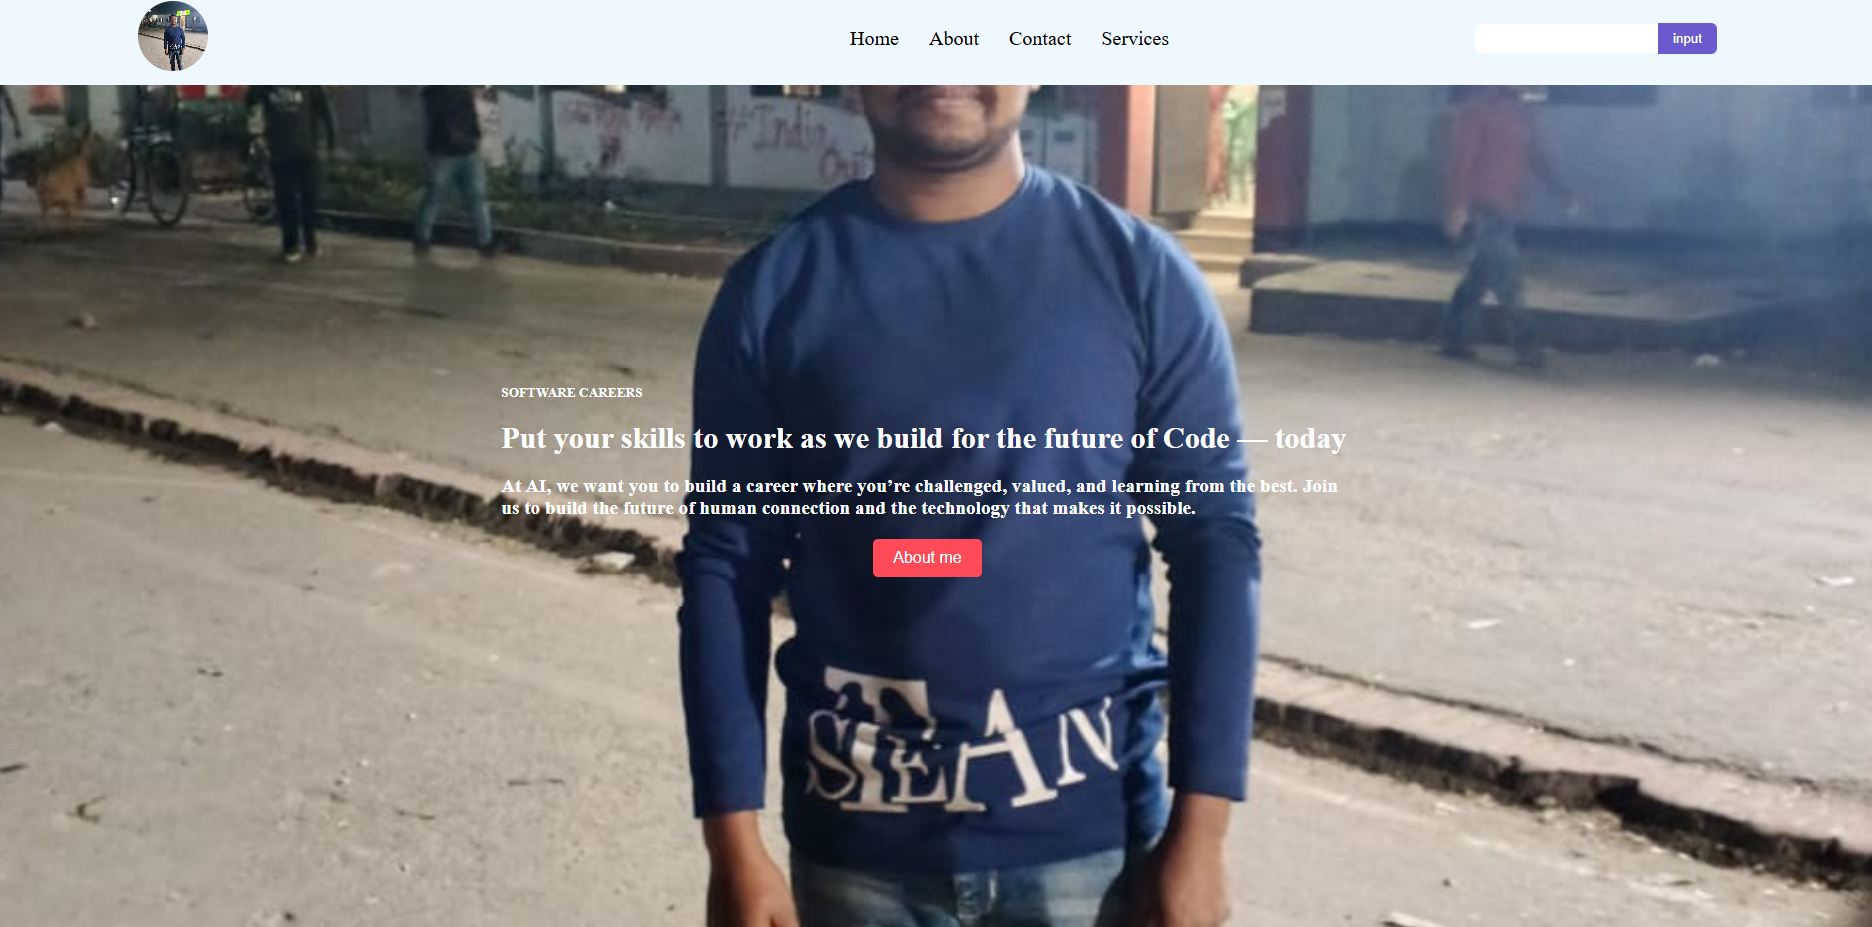 Home About Contact Services input
#India
Out
SOFTWARE CAREERS
Put your skills to work as we build for the future of Code — today
At AI, we want you to build a career where you’re challenged, valued, and learning from the best. Join
us to build the future of human connection and the technology that makes it possible.
About me
STEAN